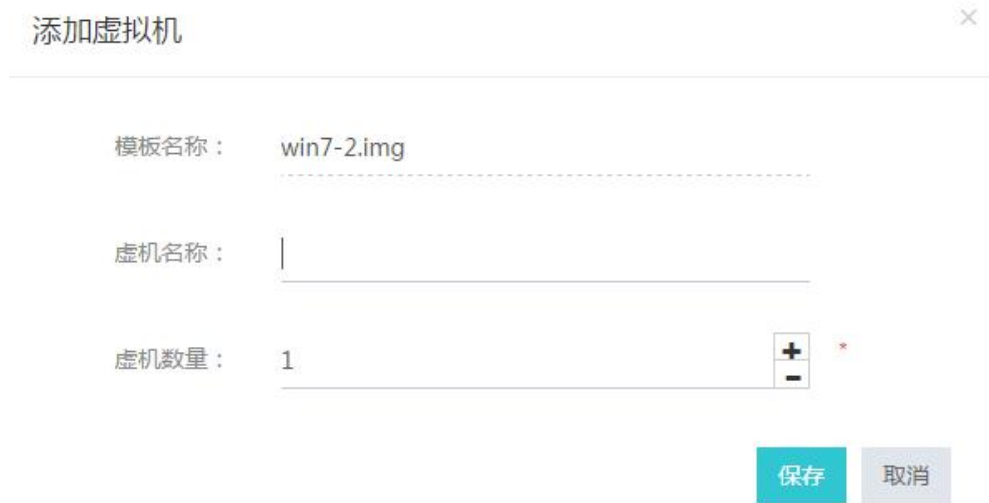 添加虚拟机
×
模板名称： win7-2.img
虚机名称：
虚机数量： 1 *
保存 取消